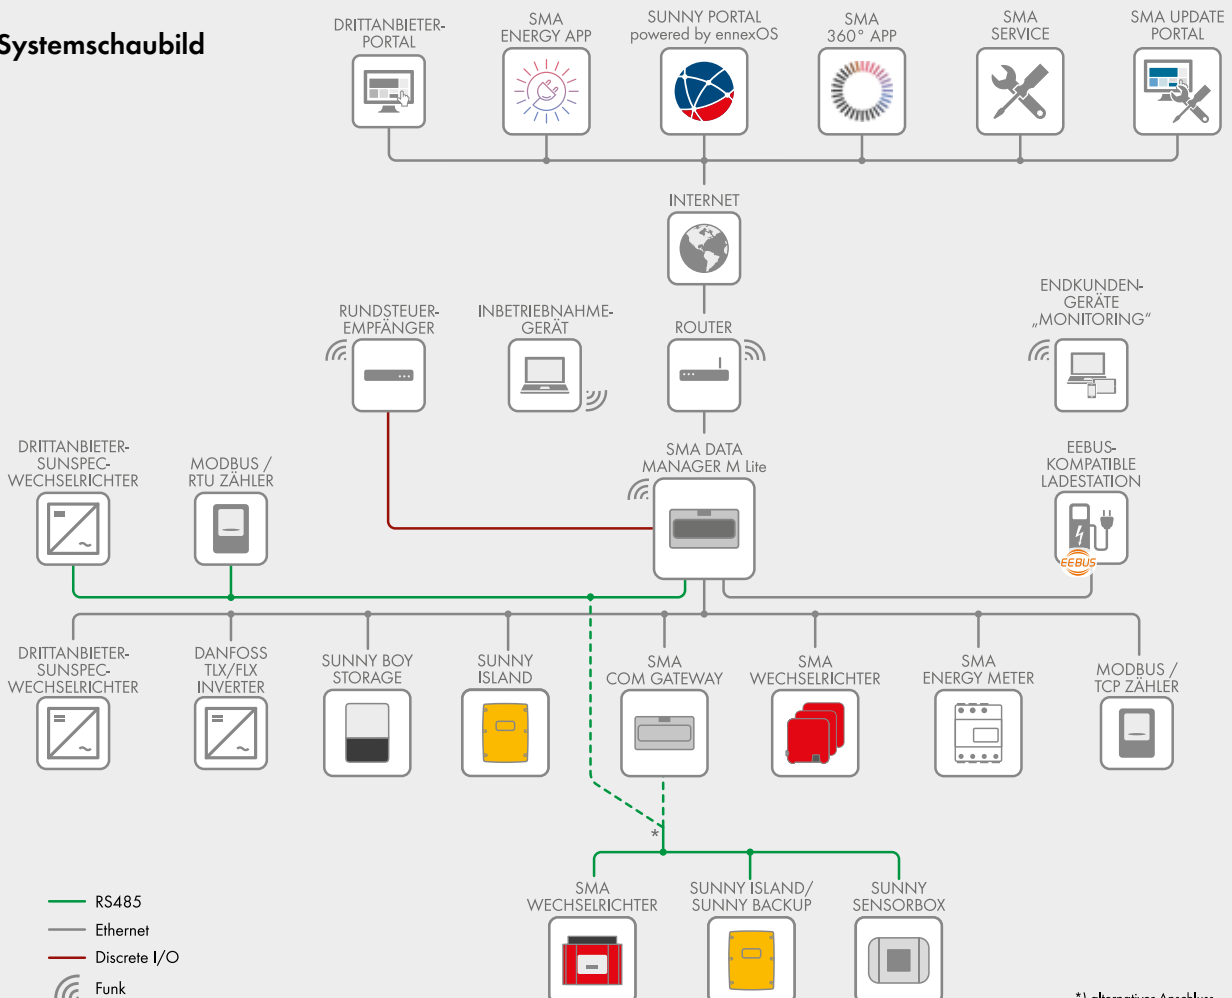 Systemschaubild
DRITTANBIETER-
PORTAL
SMA
ENERGY APP
SUNNY PORTAL
powered by ennexOS
SMA
360° APP
SMA
SERVICE
SMA UPDATE
PORTAL
INTERNET
RUNDSTEUER-
EMPFÄNGER
INBETRIEBNAHME-
GERÄT
ROUTER
ENDKUNDEN-
GERÄTE
„MONITORING"
DRITTANBIETER-
SUNSPEC-
WECHSELRICHTER
MODBUS /
RTU ZÄHLER
SMA DATA
MANAGER M Lite
EEBUS-
KOMPATIBLE
LADESTATION
EEBUS
DRITTANBIETER-
SUNSPEC-
WECHSELRICHTER
DANFOSS
TLX/FLX
INVERTER
SUNNY BOY
STORAGE
SUNNY
ISLAND
SMA
COM GATEWAY
SMA
WECHSELRICHTER
SMA
ENERGY METER
MODBUS /
TCP ZÄHLER
*
SMA
WECHSELRICHTER
SUNNY ISLAND/
SUNNY BACKUP
SUNNY
SENSORBOX
RS485
Ethernet
Discrete I/O
Funk
*) alternativer Anschluss